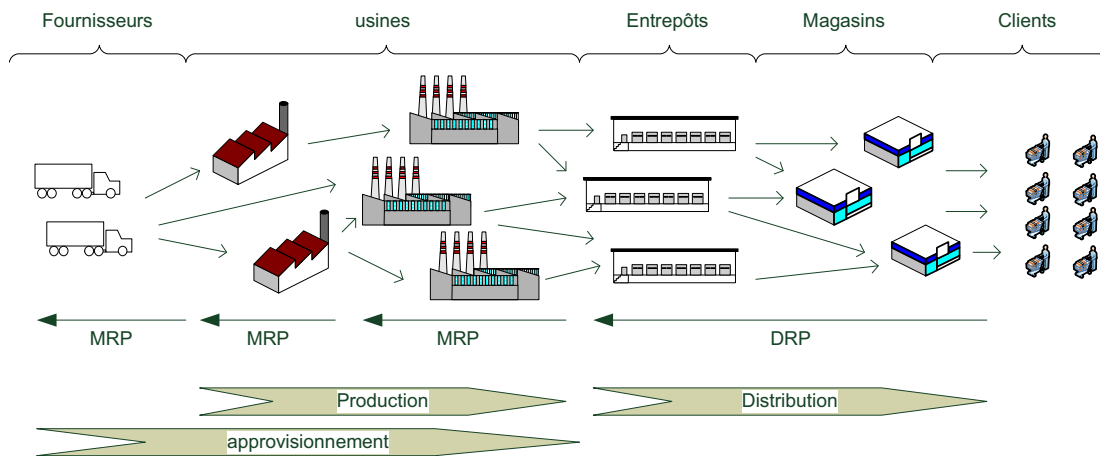 Fournisseurs usines Entrepôts Magasins Clients
MRP MRP MRP DRP
Production Distribution
approvisionnement